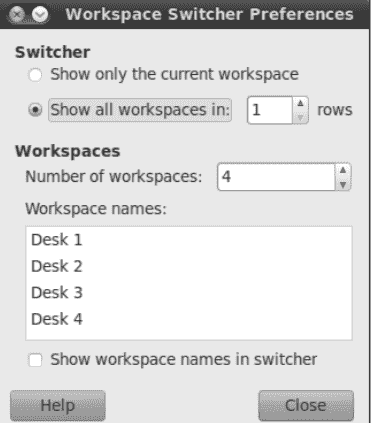 Workspace Switcher Preferences
Switcher
Show only the current workspace
Show all workspaces in: 1 rows
Workspaces
Number of workspaces: 4
Workspace names:
Desk 1
Desk 2
Desk 3
Desk 4
Show workspace names in switcher
Help Close